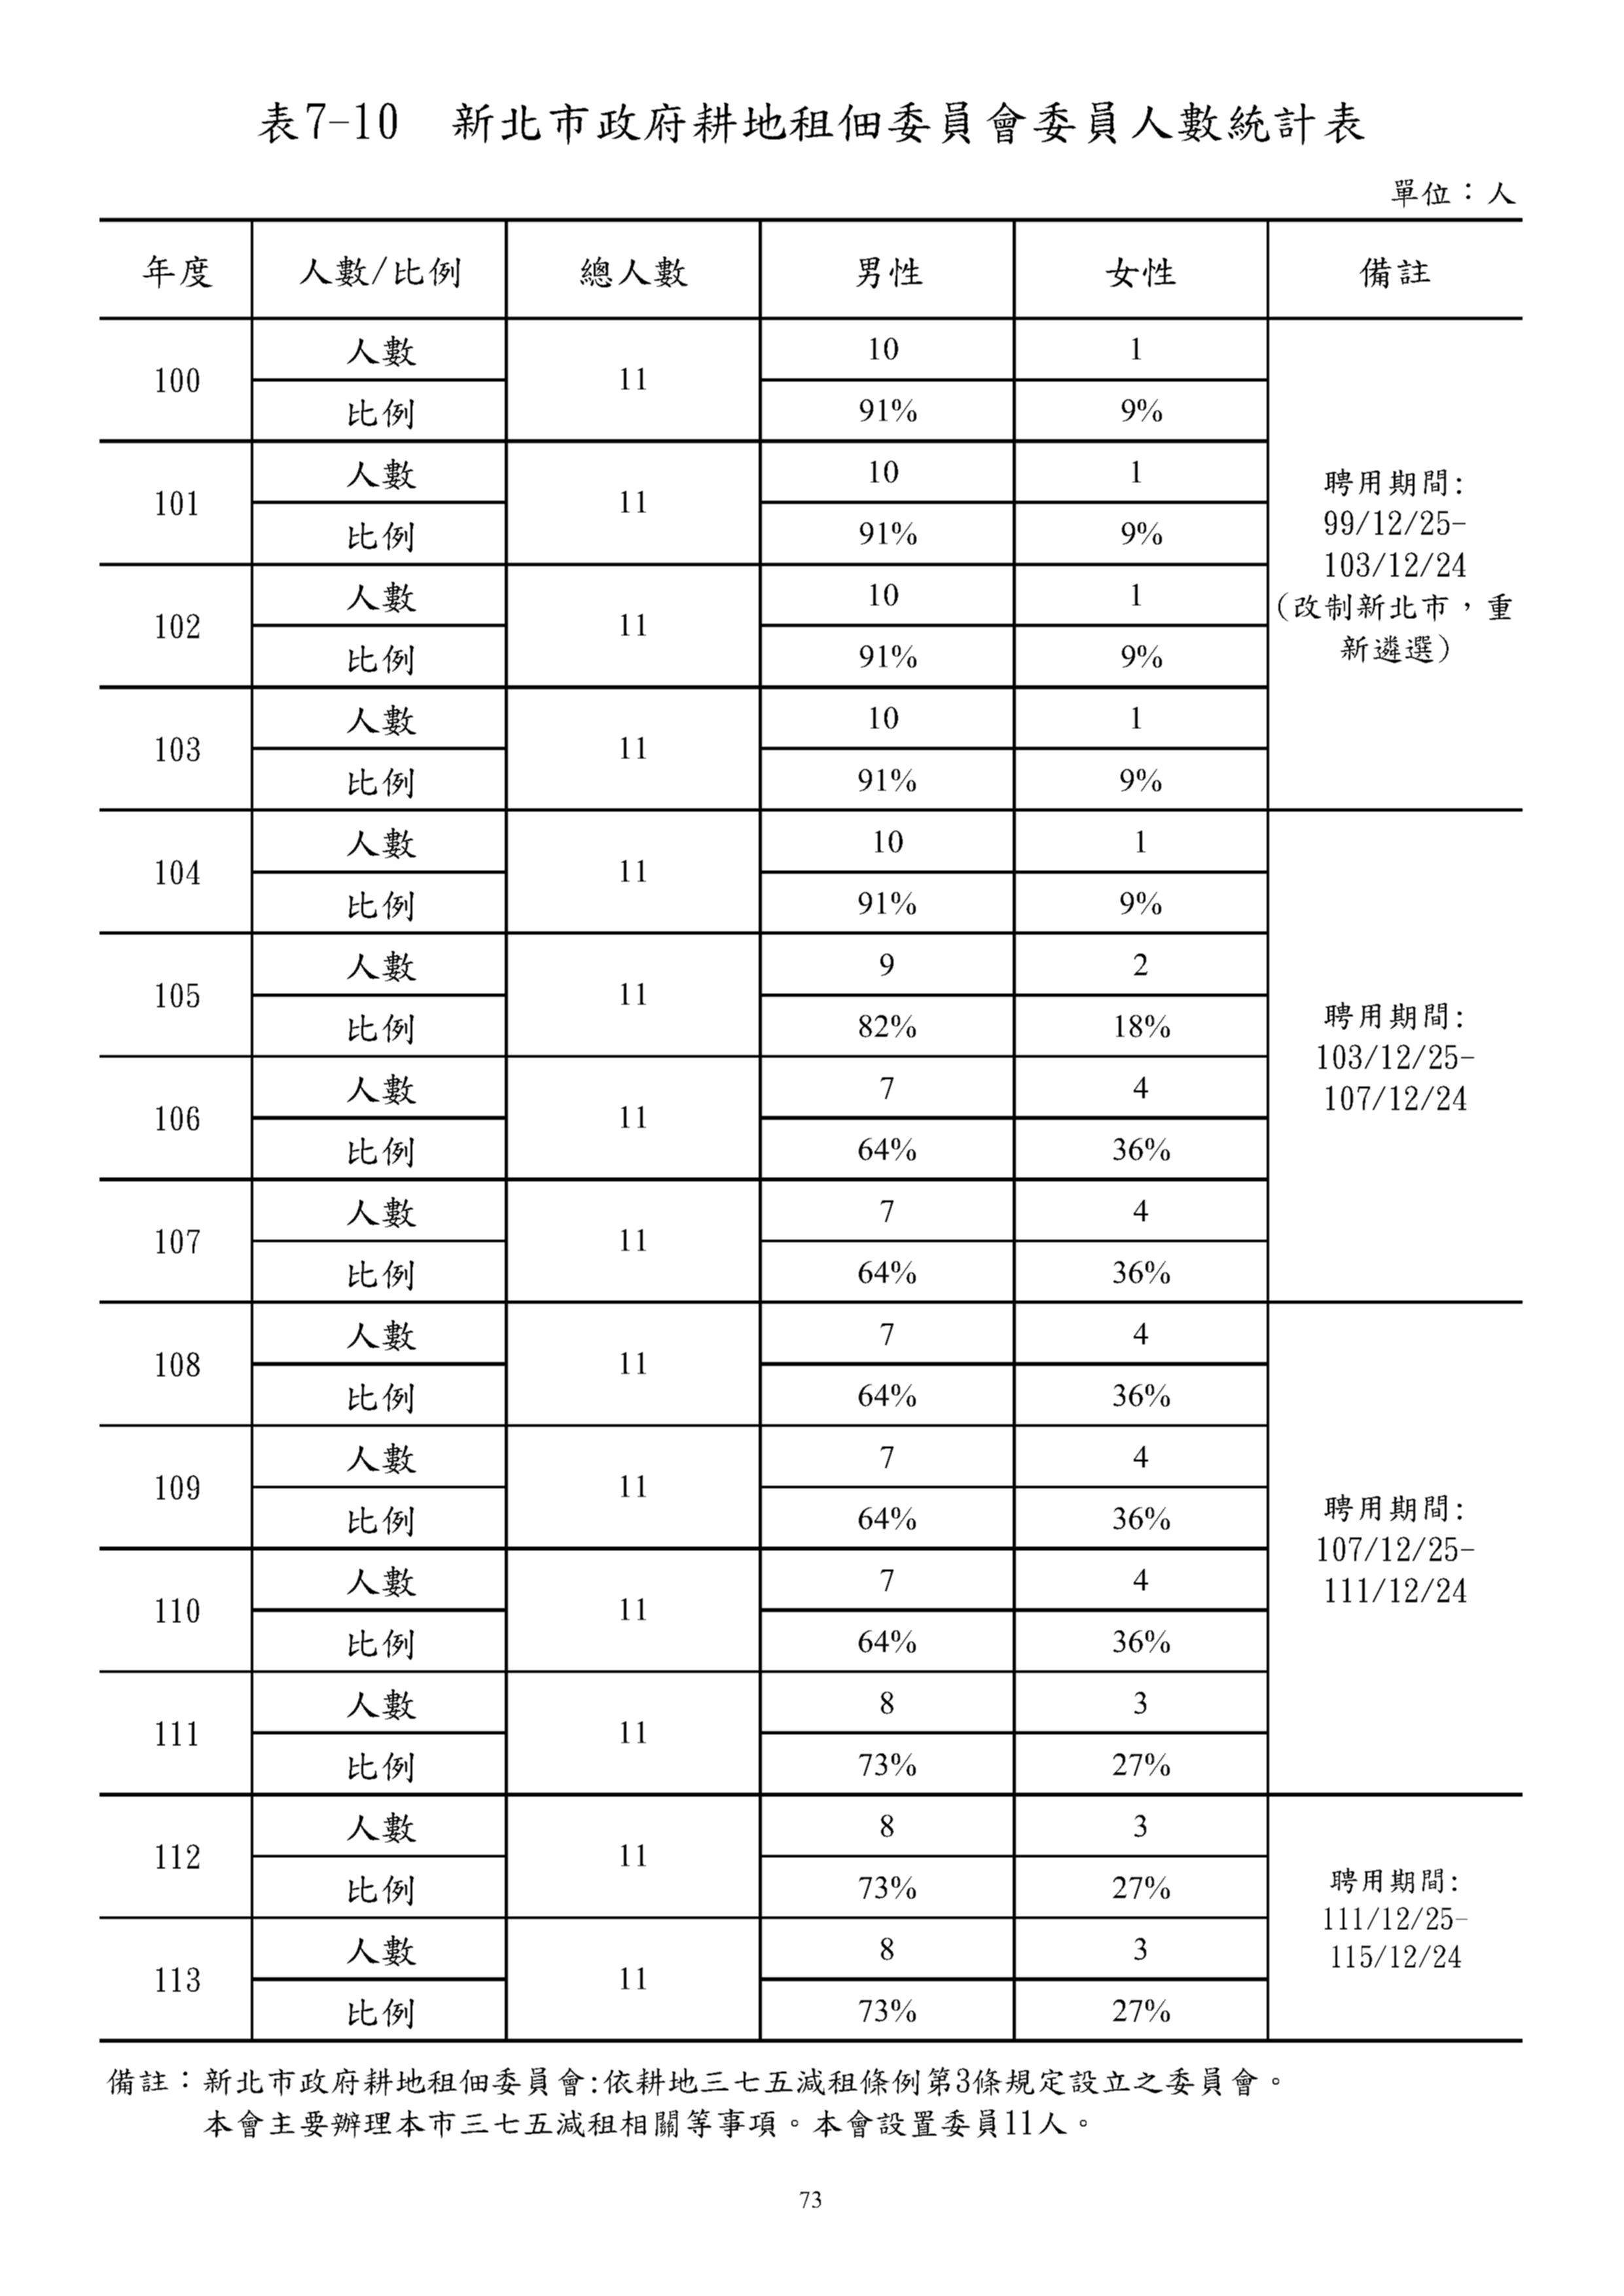 表7-10　新北市政府耕地租佃委員會委員人數統計表
單位：人
年度 人數/比例 總人數 男性 女性 備註
100 人數 11 10 1
比例 91% 9%
101 人數 11 10 1
比例 91% 9%
102 人數 11 10 1
比例 91% 9%
103 人數 11 10 1
比例 91% 9%
聘用期間:
99/12/25-
103/12/24
(改制新北市，重
新遴選)
104 人數 11 10 1
比例 91% 9%
105 人數 11 9 2
比例 82% 18%
106 人數 11 7 4
比例 64% 36%
107 人數 11 7 4
比例 64% 36%
聘用期間:
103/12/25-
107/12/24
108 人數 11 7 4
比例 64% 36%
109 人數 11 7 4
比例 64% 36%
110 人數 11 7 4
比例 64% 36%
111 人數 11 8 3
比例 73% 27%
聘用期間:
107/12/25-
111/12/24
112 人數 11 8 3
比例 73% 27%
113 人數 11 8 3
比例 73% 27%
聘用期間:
111/12/25-
115/12/24
備註：新北市政府耕地租佃委員會:依耕地三七五減租條例第3條規定設立之委員會。
本會主要辦理本市三七五減租相關等事項。本會設置委員11人。
73